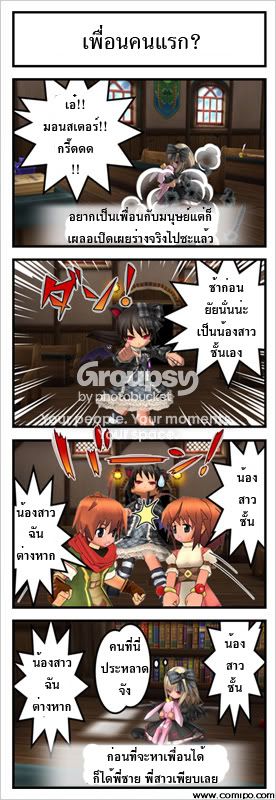 เพื่อนคนแรก?
เอ๋!!
มอนสเตอร์!!
กรี๊ดดด
!!
อยากเป็นเพื่อนกับมนุษย์แต่ก็
เผลอเปิดเผยร่างจริงไปซะแล้ว
ダン!
ช้าก่อน
ยัยนั่นน่ะ
เป็นน้องสาว
ชั้นเอง
Groupsy
by photobucket
Your people. Your moments.
Your space.
น้อง
สาว
ชั้น
น้องสาว
ฉัน
ต่างหาก
น้อง
สาว
ชั้น
คนที่นี่
ประหลาด
จัง
น้องสาว
ฉัน
ต่างหาก
ก่อนที่จะหาเพื่อนได้
ก็ได้พี่ชาย พี่สาวเพียบเลย
www.comipo.com